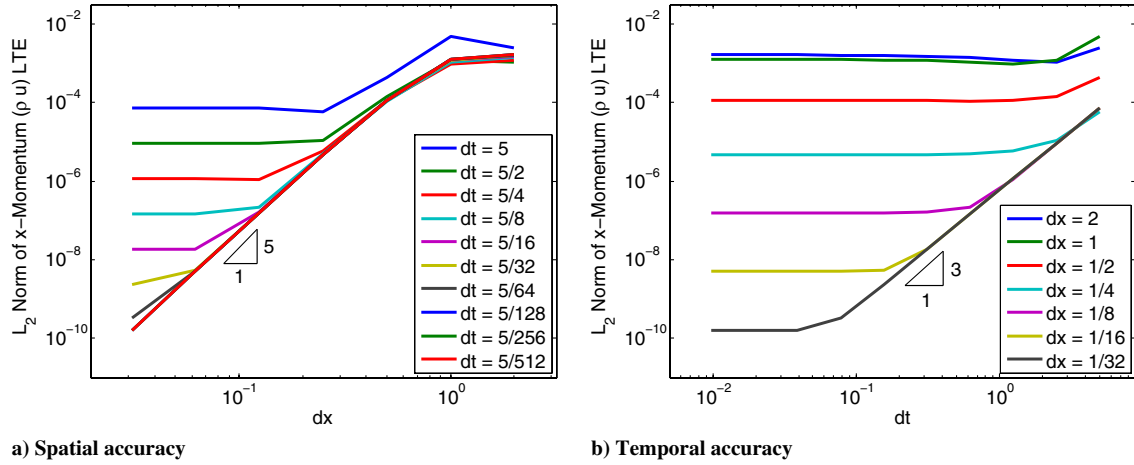 10^-2
10^-4
10^-6
10^-8
10^-10
L_2 Norm of x-Momentum (ρ u) LTE
dt = 5
dt = 5/2
dt = 5/4
dt = 5/8
dt = 5/16
dt = 5/32
dt = 5/64
dt = 5/128
dt = 5/256
dt = 5/512
5
1
10^-1
10^0
dx
a) Spatial accuracy
10^-2
10^-4
10^-6
10^-8
10^-10
L_2 Norm of x-Momentum (ρ u) LTE
dx = 2
dx = 1
dx = 1/2
dx = 1/4
dx = 1/8
dx = 1/16
dx = 1/32
3
1
10^-2
10^-1
10^0
dt
b) Temporal accuracy